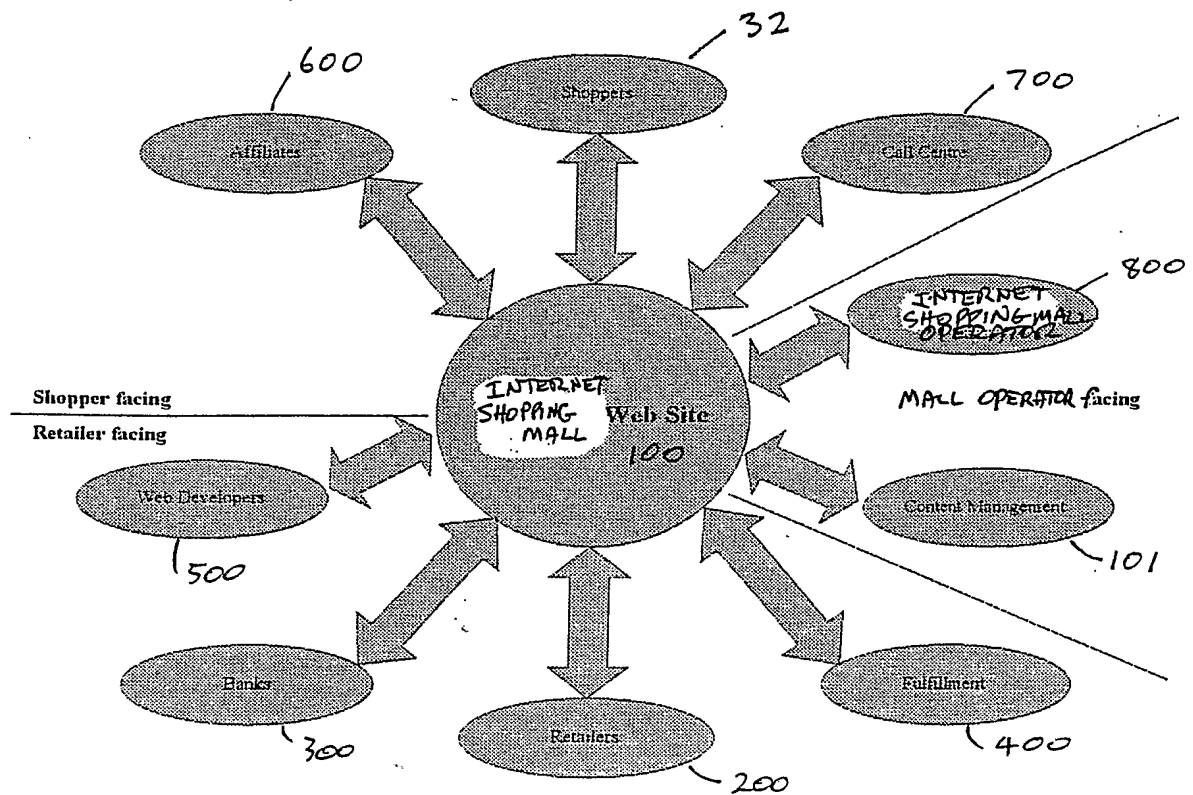 32
600
Shoppers
700
Affiliates
Call Centre
800
INTERNET
SHOPPING MALL
OPERATOR
INTERNET
SHOPPING
MALL
Web Site
100
Shopper facing
MALL OPERATOR facing
Retailer facing
Web Developers
Content Management
500
101
Banks
Fulfillment
Retailers
300
400
200